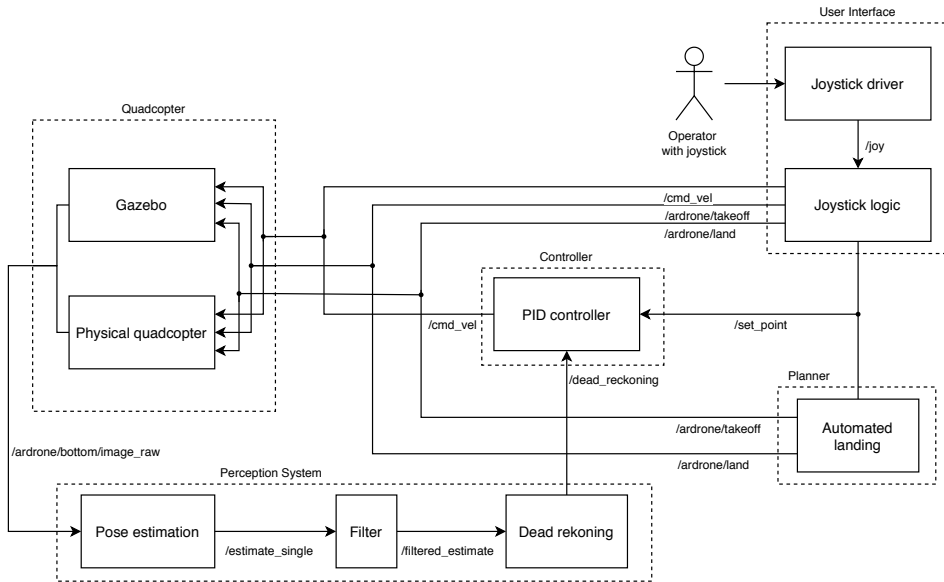 User Interface
Joystick driver
Operator
with joystick
/joy
Quadcopter
Gazebo
Joystick logic
/cmd_vel
/ardrone/takeoff
/ardrone/land
Controller
PID controller
Physical quadcopter
/cmd_vel
/set_point
/dead_reckoning
Planner
Automated
landing
/ardrone/takeoff
/ardrone/land
/ardrone/bottom/image_raw
Perception System
Pose estimation
Filter
Dead rekoning
/estimate_single
/filtered_estimate